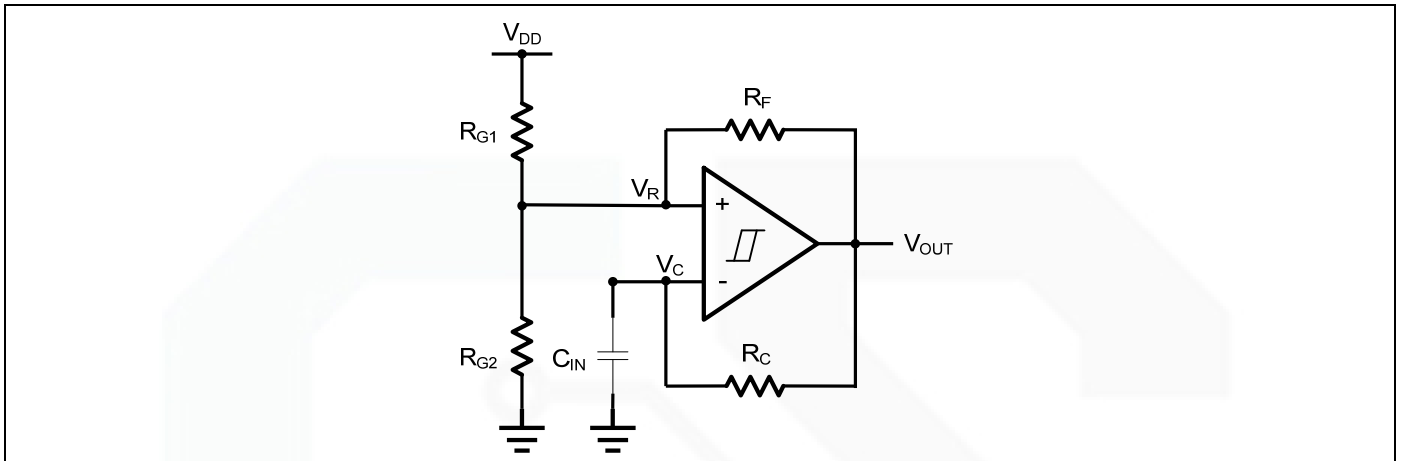 V_DD
R_F
R_G1
V_R
+
V_OUT
V_C
-
R_G2
C_IN
R_C